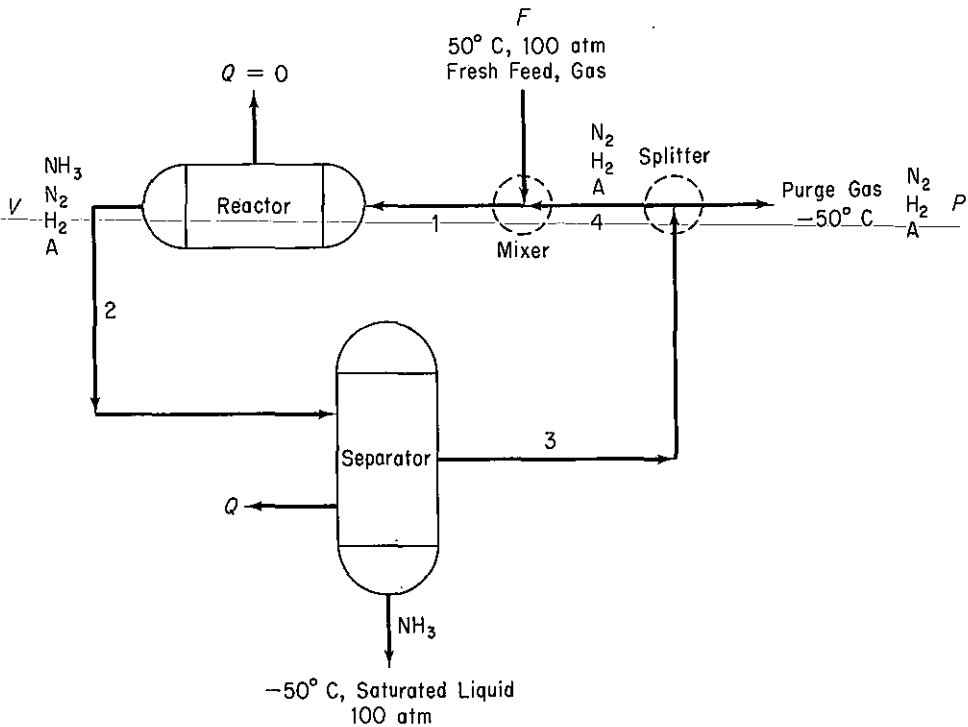 F
50° C, 100 atm
Fresh Feed, Gas
Q = 0
N₂
H₂
A
Splitter
NH₃
N₂
H₂
A
V
Reactor
1
Mixer
4
Purge Gas
-50° C
N₂
H₂
A
P
2
3
Separator
Q
NH₃
-50° C, Saturated Liquid
100 atm